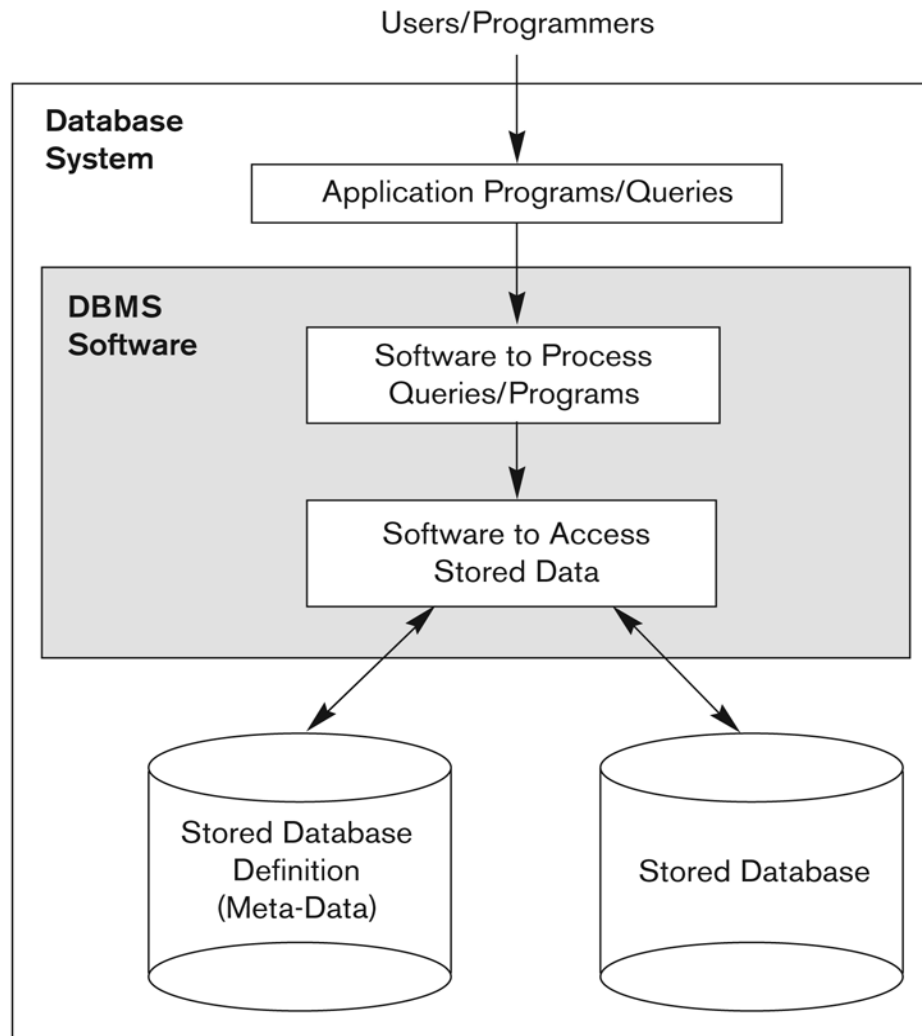 Users/Programmers
Database
System
Application Programs/Queries
DBMS
Software
Software to Process
Queries/Programs
Software to Access
Stored Data
Stored Database
Definition
(Meta-Data)
Stored Database